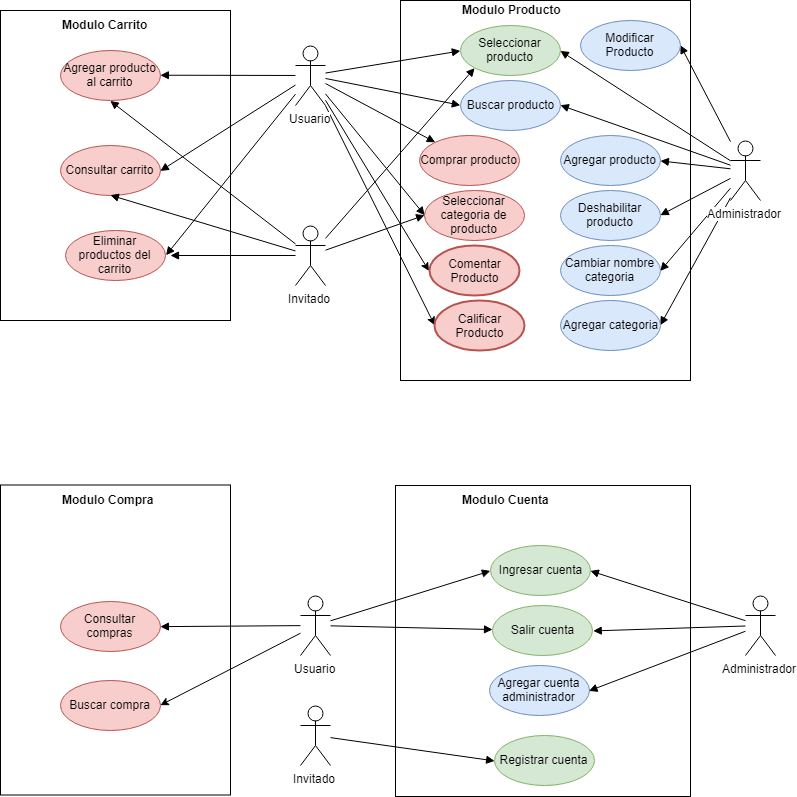 Modulo Carrito
Agregar producto
al carrito
Consultar carrito
Eliminar
productos del
carrito
Usuario
Invitado
Modulo Producto
Seleccionar
producto
Modificar
Producto
Buscar producto
Comprar producto
Agregar producto
Seleccionar
categoria de
producto
Deshabilitar
producto
Comentar
Producto
Cambiar nombre
categoria
Calificar
Producto
Agregar categoria
Administrador
Modulo Compra
Consultar
compras
Buscar compra
Usuario
Invitado
Modulo Cuenta
Ingresar cuenta
Salir cuenta
Agregar cuenta
administrador
Registrar cuenta
Administrador